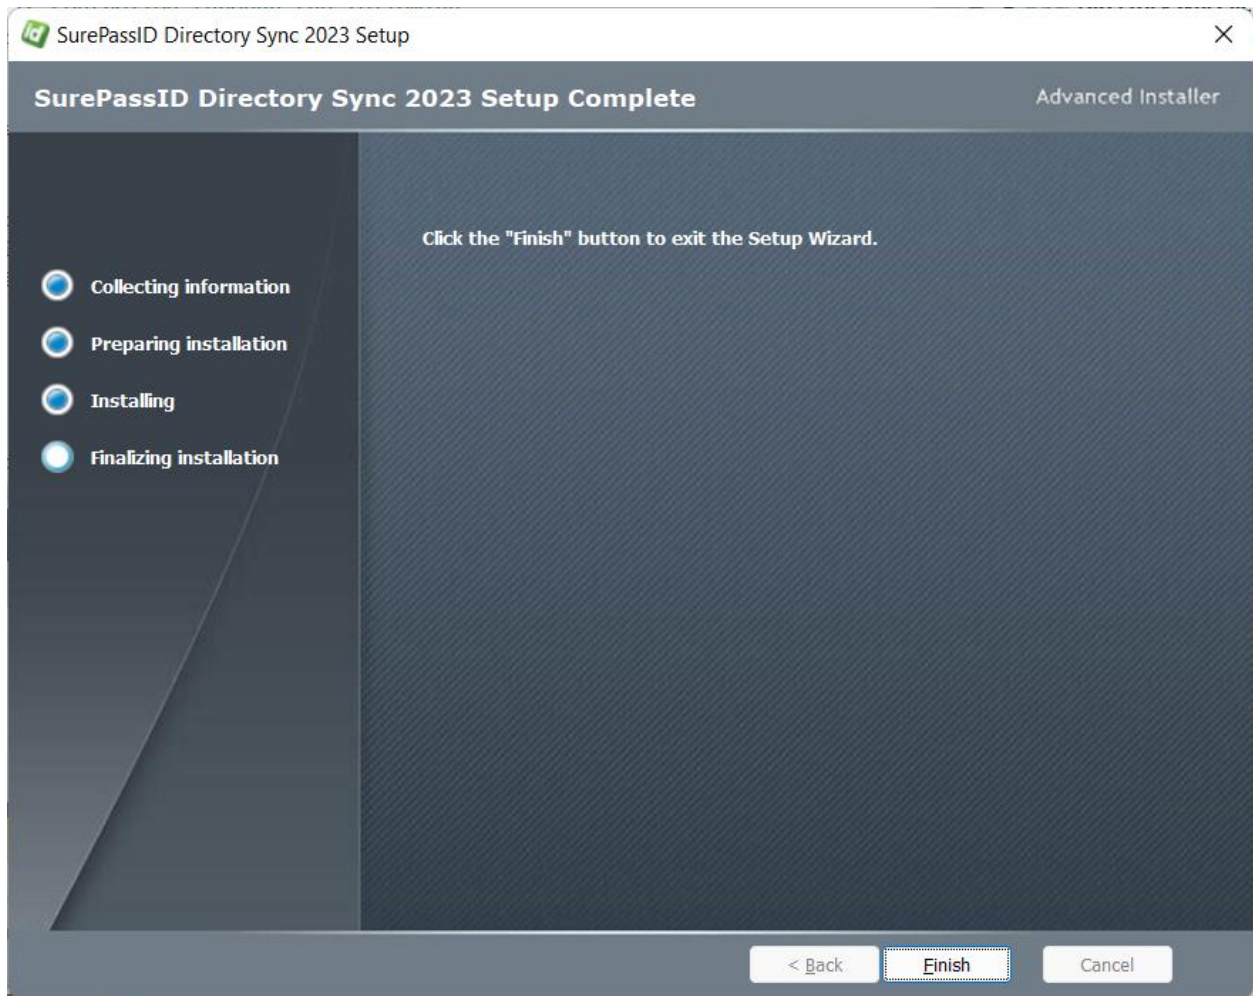 SurePassID Directory Sync 2023 Setup
SurePassID Directory Sync 2023 Setup Complete
Advanced Installer
Click the "Finish" button to exit the Setup Wizard.
Collecting information
Preparing installation
Installing
Finalizing installation
< Back
Finish
Cancel